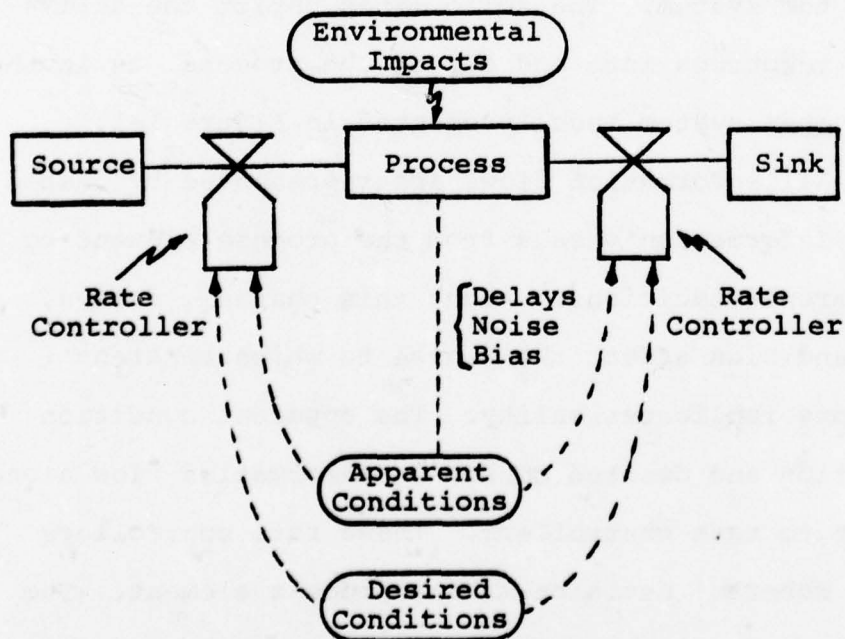 Environmental
Impacts
Source
Process
Sink
Rate
Controller
Delays
Noise
Bias
Rate
Controller
Apparent
Conditions
Desired
Conditions